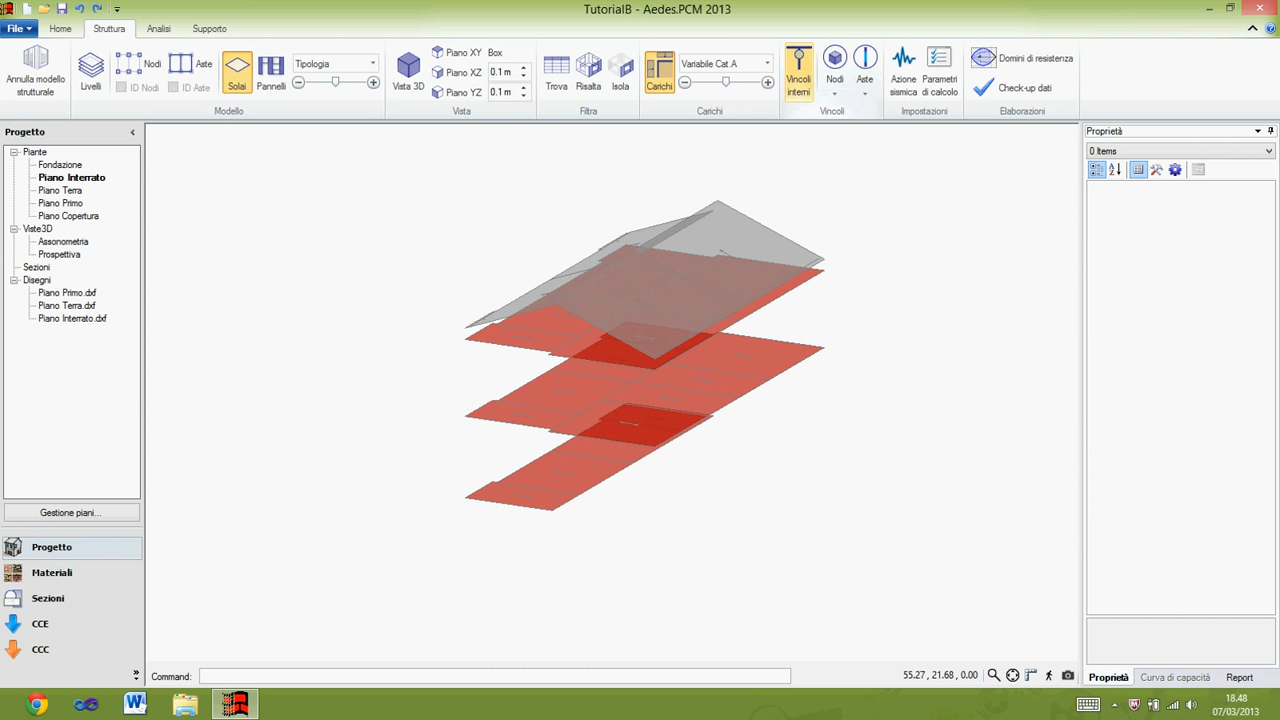 TutorialB - Aedes.PCM 2013
File
Home
Struttura
Analisi
Supporto
Annulla modello
strutturale
Livelli
Nodi
Aste
ID Nodi
ID Aste
Solai
Pannelli
Tipologia
Modello
Vista 3D
Piano XY
Piano XZ
Piano YZ
Box
0.1 m
0.1 m
Vista
Trova
Risalta
Isola
Filtra
Carichi
Variabile Cat.A
Carichi
Vincoli
interni
Nodi
Aste
Vincoli
Azione
sismica
Parametri
di calcolo
Impostazioni
Domini di resistenza
Check-up dati
Elaborazioni
Progetto
Piante
Fondazione
Piano Interrato
Piano Terra
Piano Primo
Piano Copertura
Viste3D
Assonometria
Prospettiva
Sezioni
Disegni
Piano Primo.dxf
Piano Terra.dxf
Piano Interrato.dxf
Gestione piani...
Progetto
Materiali
Sezioni
CCE
CCC
Command:
55.27, 21.68, 0.00
Proprietà
0 Items
Proprietà
Curva di capacità
Report
18.48
07/03/2013